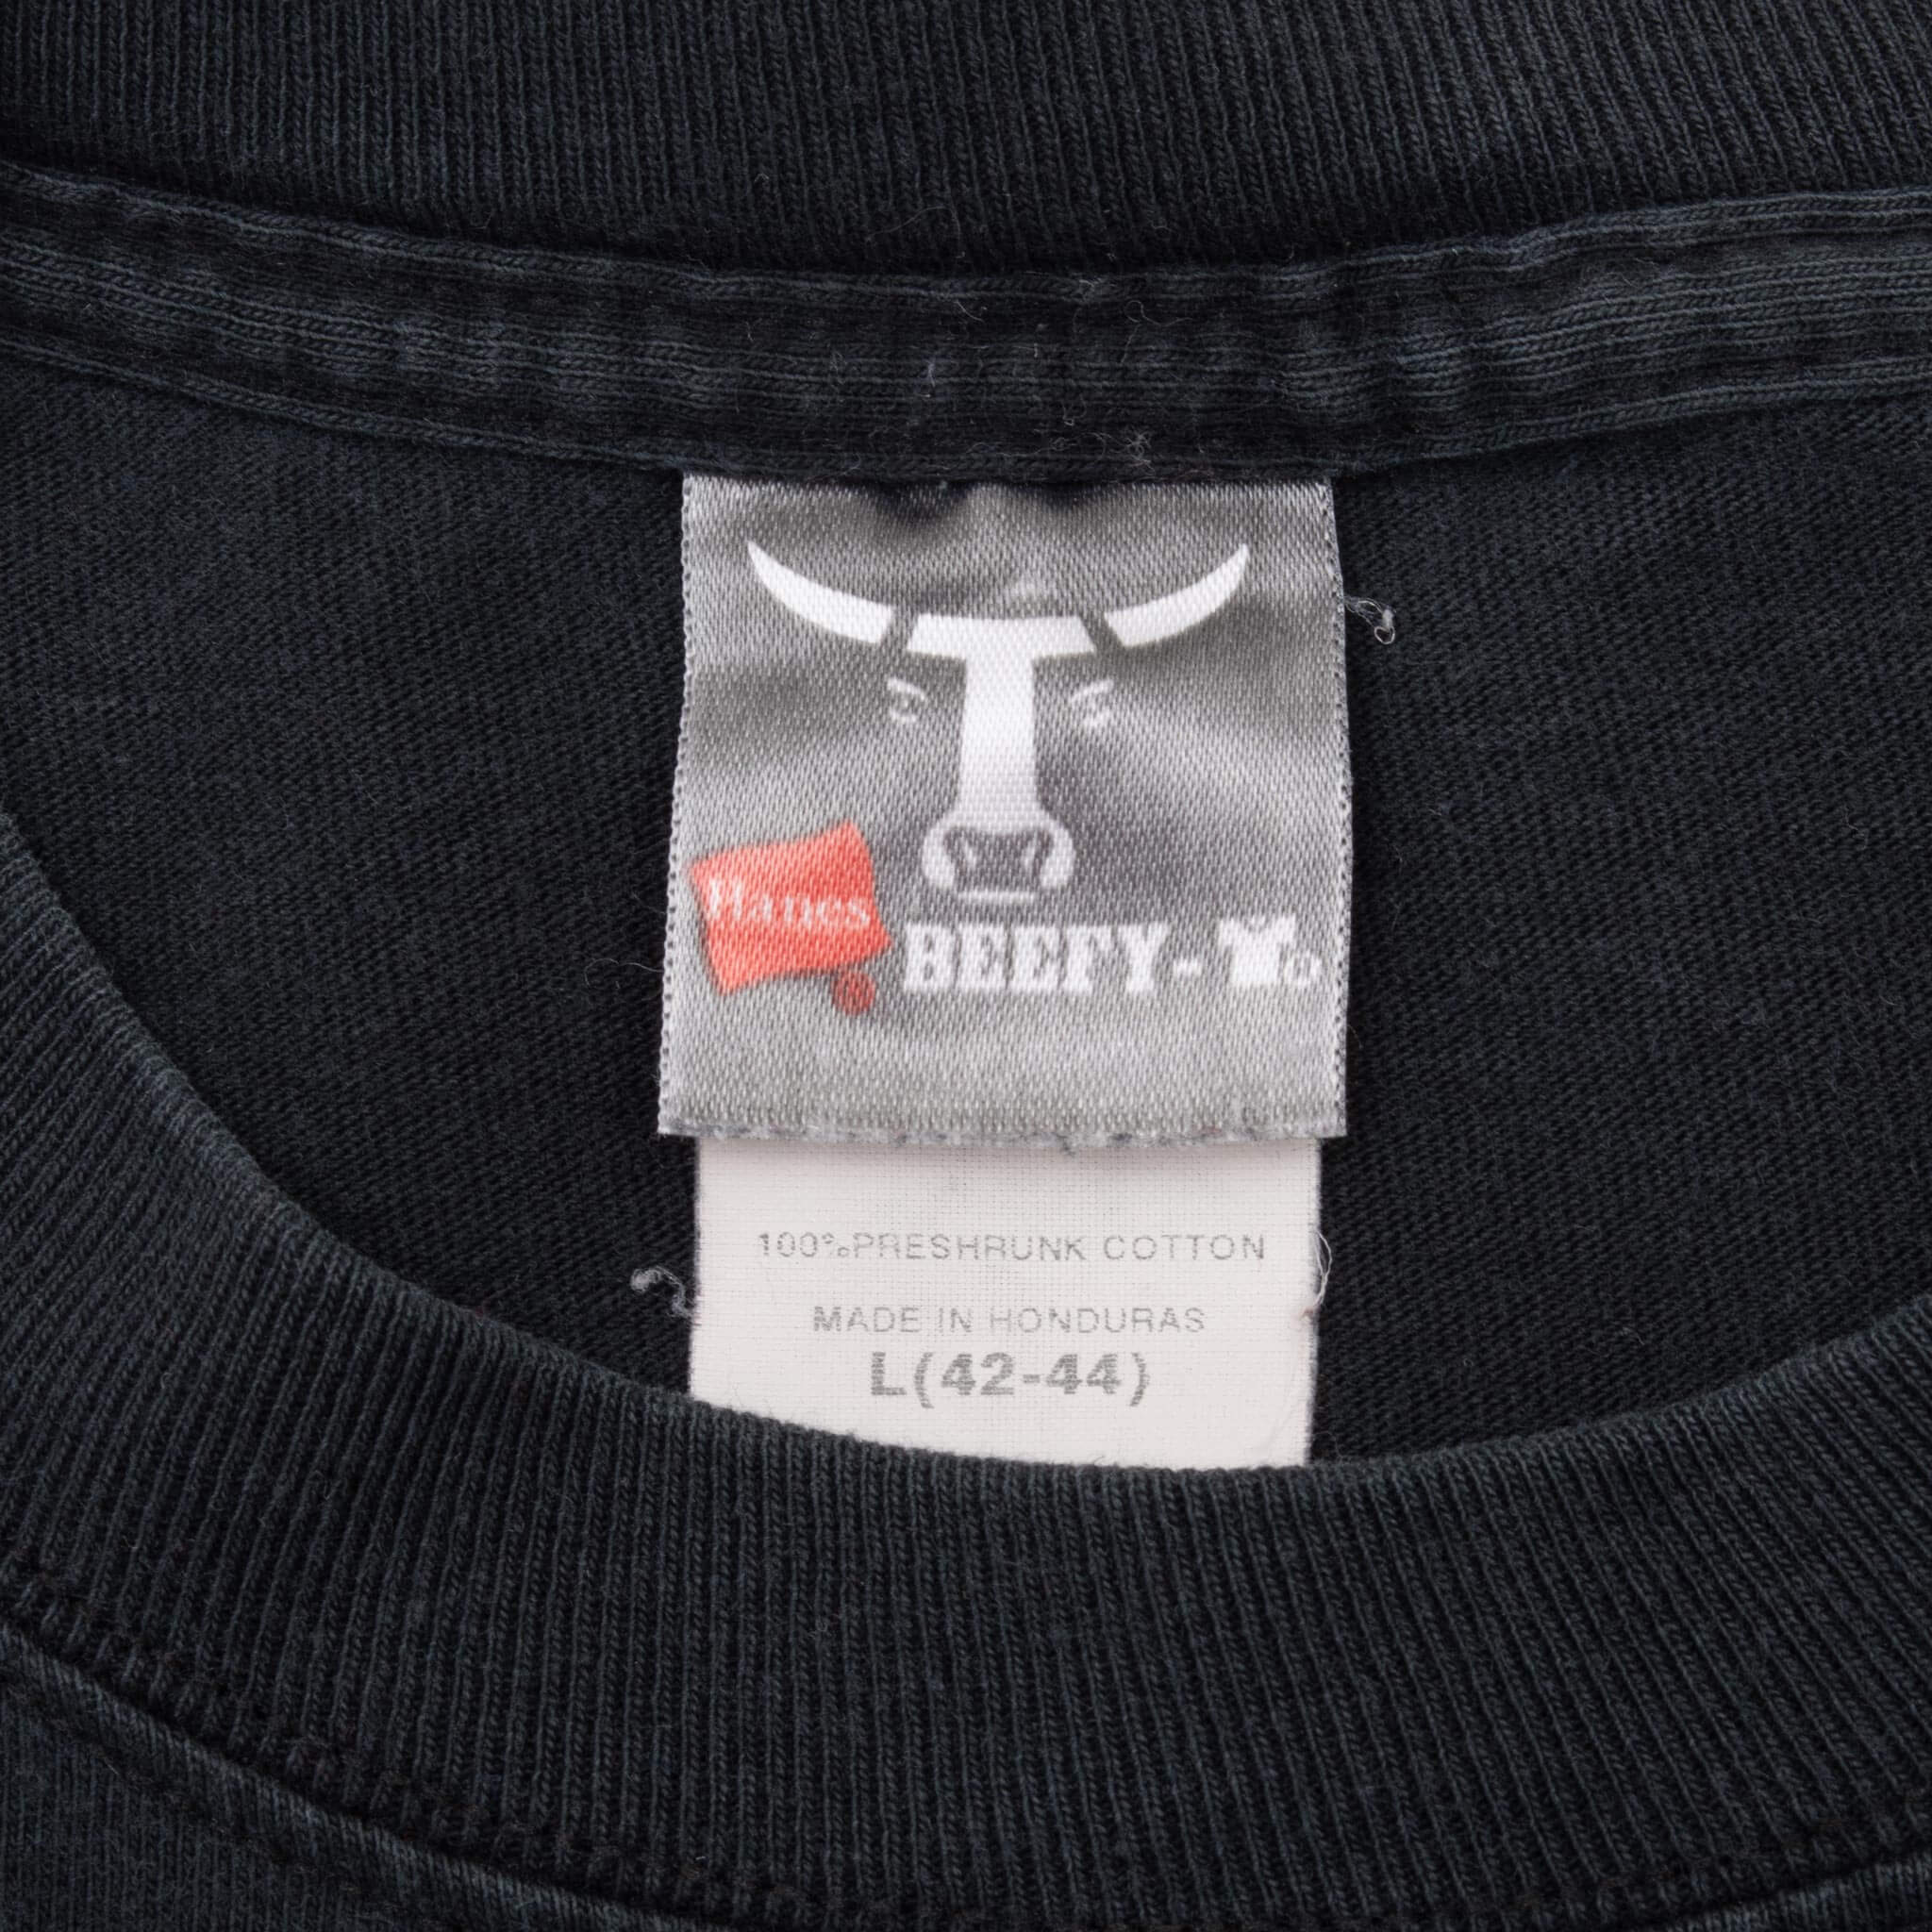 Hanes
®
BEEFY-T®
100% PRESHRUNK COTTON
MADE IN HONDURAS
L(42-44)